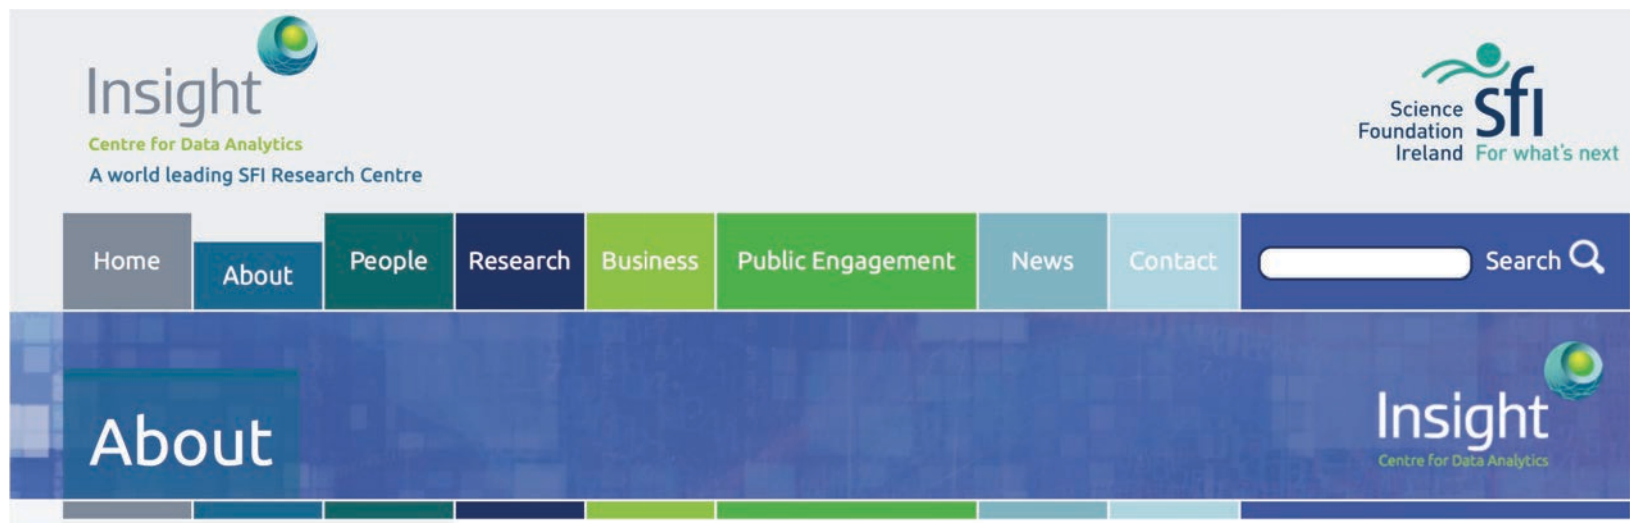 Insight
Centre for Data Analytics
A world leading SFI Research Centre
Science
Foundation
Ireland
sfi
For what's next
Home
About
People
Research
Business
Public Engagement
News
Contact
Search
About
Insight
Centre for Data Analytics